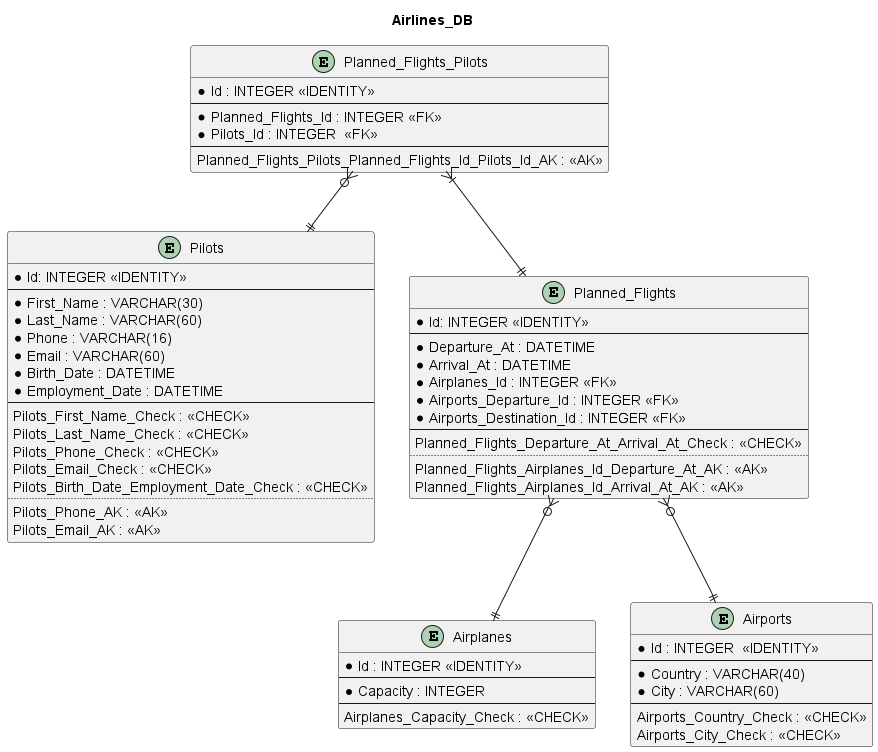 Airlines_DB
E Planned_Flights_Pilots
* Id : INTEGER «IDENTITY»
* Planned_Flights_Id : INTEGER «FK»
* Pilots_Id : INTEGER  «FK»
Planned_Flights_Pilots_Planned_Flights_Id_Pilots_Id_AK : «AK»
E Pilots
* Id: INTEGER «IDENTITY»
* First_Name : VARCHAR(30)
* Last_Name : VARCHAR(60)
* Phone : VARCHAR(16)
* Email : VARCHAR(60)
* Birth_Date : DATETIME
* Employment_Date : DATETIME
Pilots_First_Name_Check : «CHECK»
Pilots_Last_Name_Check : «CHECK»
Pilots_Phone_Check : «CHECK»
Pilots_Email_Check : «CHECK»
Pilots_Birth_Date_Employment_Date_Check : «CHECK»
Pilots_Phone_AK : «AK»
Pilots_Email_AK : «AK»
E Planned_Flights
* Id: INTEGER «IDENTITY»
* Departure_At : DATETIME
* Arrival_At : DATETIME
* Airplanes_Id : INTEGER «FK»
* Airports_Departure_Id : INTEGER «FK»
* Airports_Destination_Id : INTEGER «FK»
Planned_Flights_Departure_At_Arrival_At_Check : «CHECK»
Planned_Flights_Airplanes_Id_Departure_At_AK : «AK»
Planned_Flights_Airplanes_Id_Arrival_At_AK : «AK»
E Airplanes
* Id : INTEGER «IDENTITY»
* Capacity : INTEGER
Airplanes_Capacity_Check : «CHECK»
E Airports
* Id : INTEGER  «IDENTITY»
* Country : VARCHAR(40)
* City : VARCHAR(60)
Airports_Country_Check : «CHECK»
Airports_City_Check : «CHECK»